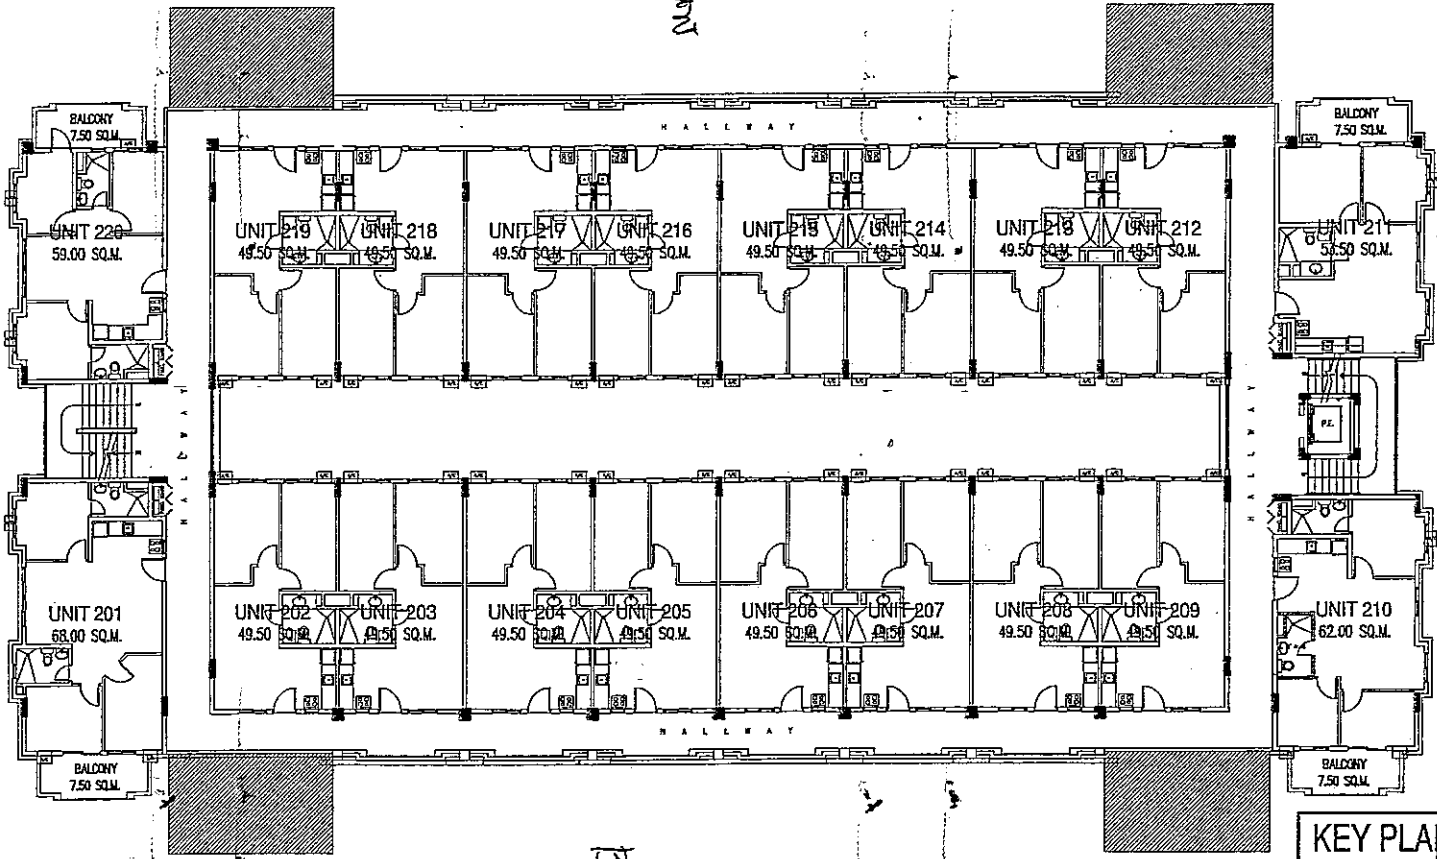 BALCONY
7.50 SQ.M.
BALCONY
7.50 SQ.M.
HALLWAY
UNIT 220
59.00 SQ.M.
UNIT 219
49.50 SQ.M.
UNIT 218
49.50 SQ.M.
UNIT 217
49.50 SQ.M.
UNIT 216
49.50 SQ.M.
UNIT 215
49.50 SQ.M.
UNIT 214
49.50 SQ.M.
UNIT 213
49.50 SQ.M.
UNIT 212
49.50 SQ.M.
UNIT 211
SQ.M.
HALLWAY
HALLWAY
UNIT 201
68.00 SQ.M.
UNIT 202
49.50 SQ.M.
UNIT 203
49.50 SQ.M.
UNIT 204
49.50 SQ.M.
UNIT 205
49.50 SQ.M.
UNIT 206
49.50 SQ.M.
UNIT 207
49.50 SQ.M.
UNIT 208
49.50 SQ.M.
UNIT 209
49.50 SQ.M.
UNIT 210
62.00 SQ.M.
HALLWAY
BALCONY
7.50 SQ.M.
BALCONY
7.50 SQ.M.
KEY PLA